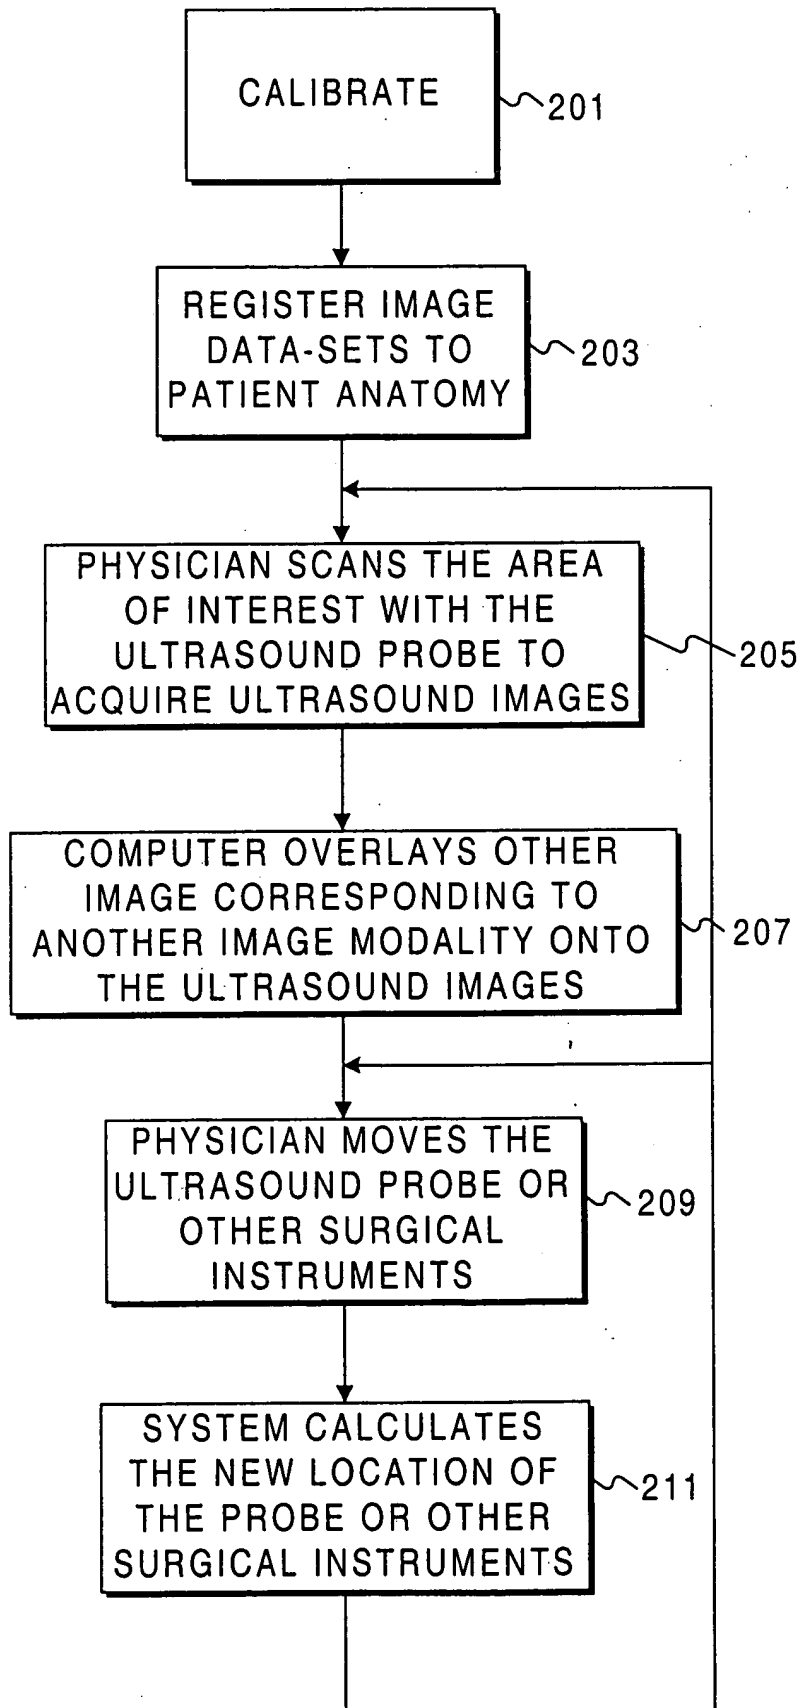 CALIBRATE
201
REGISTER IMAGE
DATA-SETS TO
PATIENT ANATOMY
203
PHYSICIAN SCANS THE AREA
OF INTEREST WITH THE
ULTRASOUND PROBE TO
ACQUIRE ULTRASOUND IMAGES
205
COMPUTER OVERLAYS OTHER
IMAGE CORRESPONDING TO
ANOTHER IMAGE MODALITY ONTO
THE ULTRASOUND IMAGES
207
PHYSICIAN MOVES THE
ULTRASOUND PROBE OR
OTHER SURGICAL
INSTRUMENTS
209
SYSTEM CALCULATES
THE NEW LOCATION OF
THE PROBE OR OTHER
SURGICAL INSTRUMENTS
211